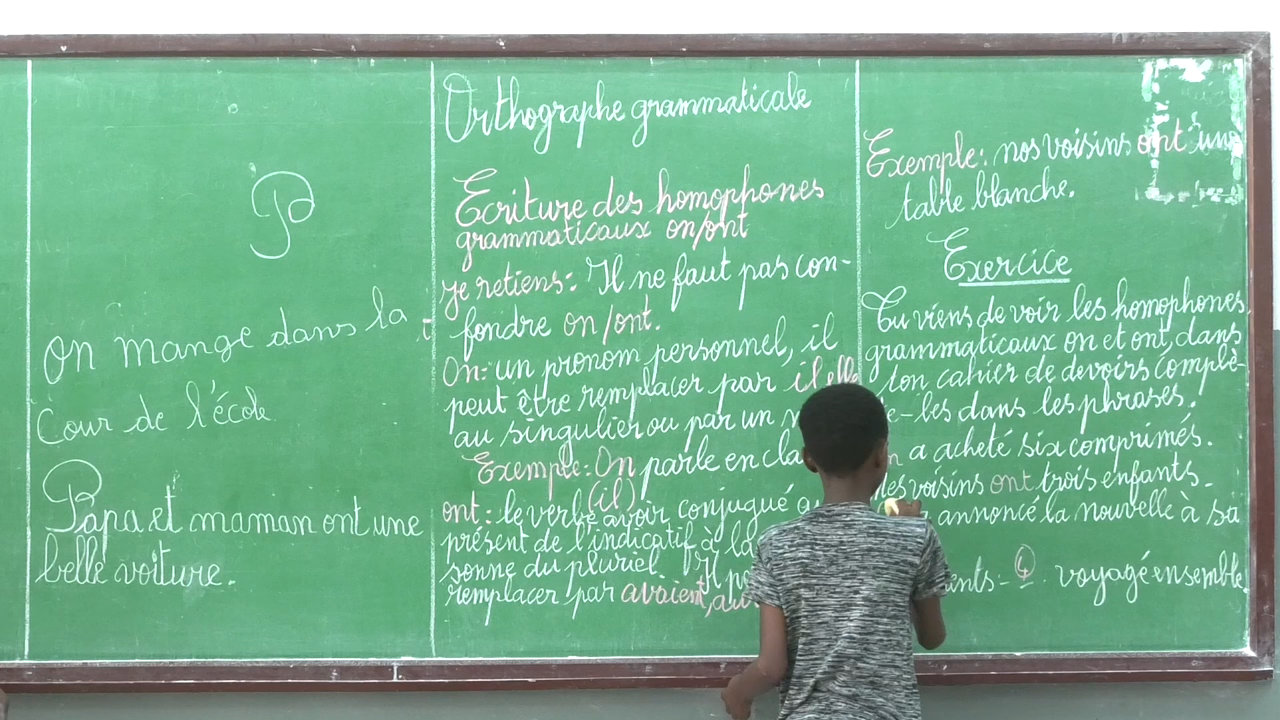 P
on mange dans la
Cour de l'école
Papa et maman ont une
belle voiture.
Orthographe grammaticale
Ecriture des homophones
grammaticaux on/ont
Je retiens: Il ne faut pas con-
fondre on/ont.
On: un pronom personnel, il
peut être remplacer par il elle
au singulier ou par un
Exemple: On parle en
(il)
ont: le verbe avoir conjugué
présent de l'indicatif à la
sonne du pluriel. Il
remplacer par avaient,
Exemple: nos voisins ont une
table blanche.
Exercice
Tu viens de voir les homophones
grammaticaux on et ont, dans
ton cahier de devoirs complè-
te-les dans les phrases.
a acheté six comprimés.
Mes voisins ont trois enfants.
annoncé la nouvelle à sa
voyagé ensemble